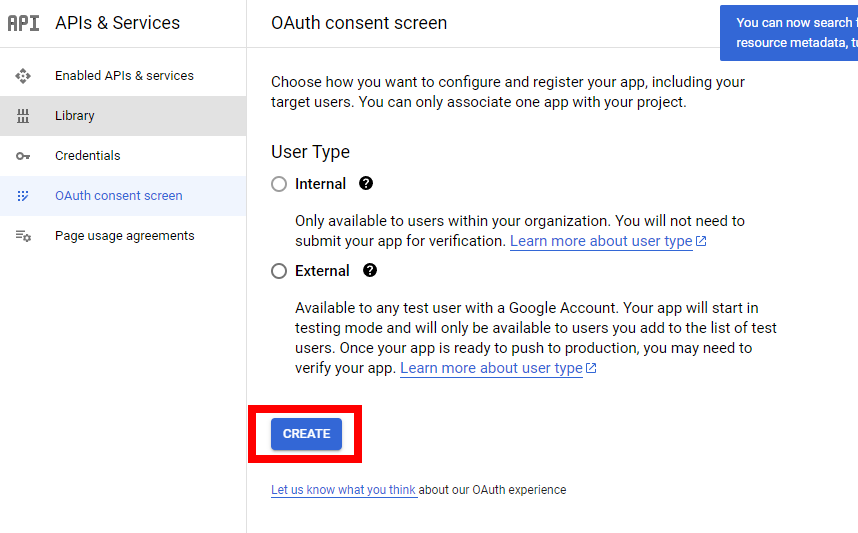 API APIs & Services
OAuth consent screen
You can now search
resource metadata,
Enabled APIs & services
Library
Credentials
OAuth consent screen
Page usage agreements
Choose how you want to configure and register your app, including your
target users. You can only associate one app with your project.
User Type
Internal
Only available to users within your organization. You will not need to
submit your app for verification. Learn more about user type
External
Available to any test user with a Google Account. Your app will start in
testing mode and will only be available to users you add to the list of test
users. Once your app is ready to push to production, you may need to
verify your app. Learn more about user type
CREATE
Let us know what you think about our OAuth experience